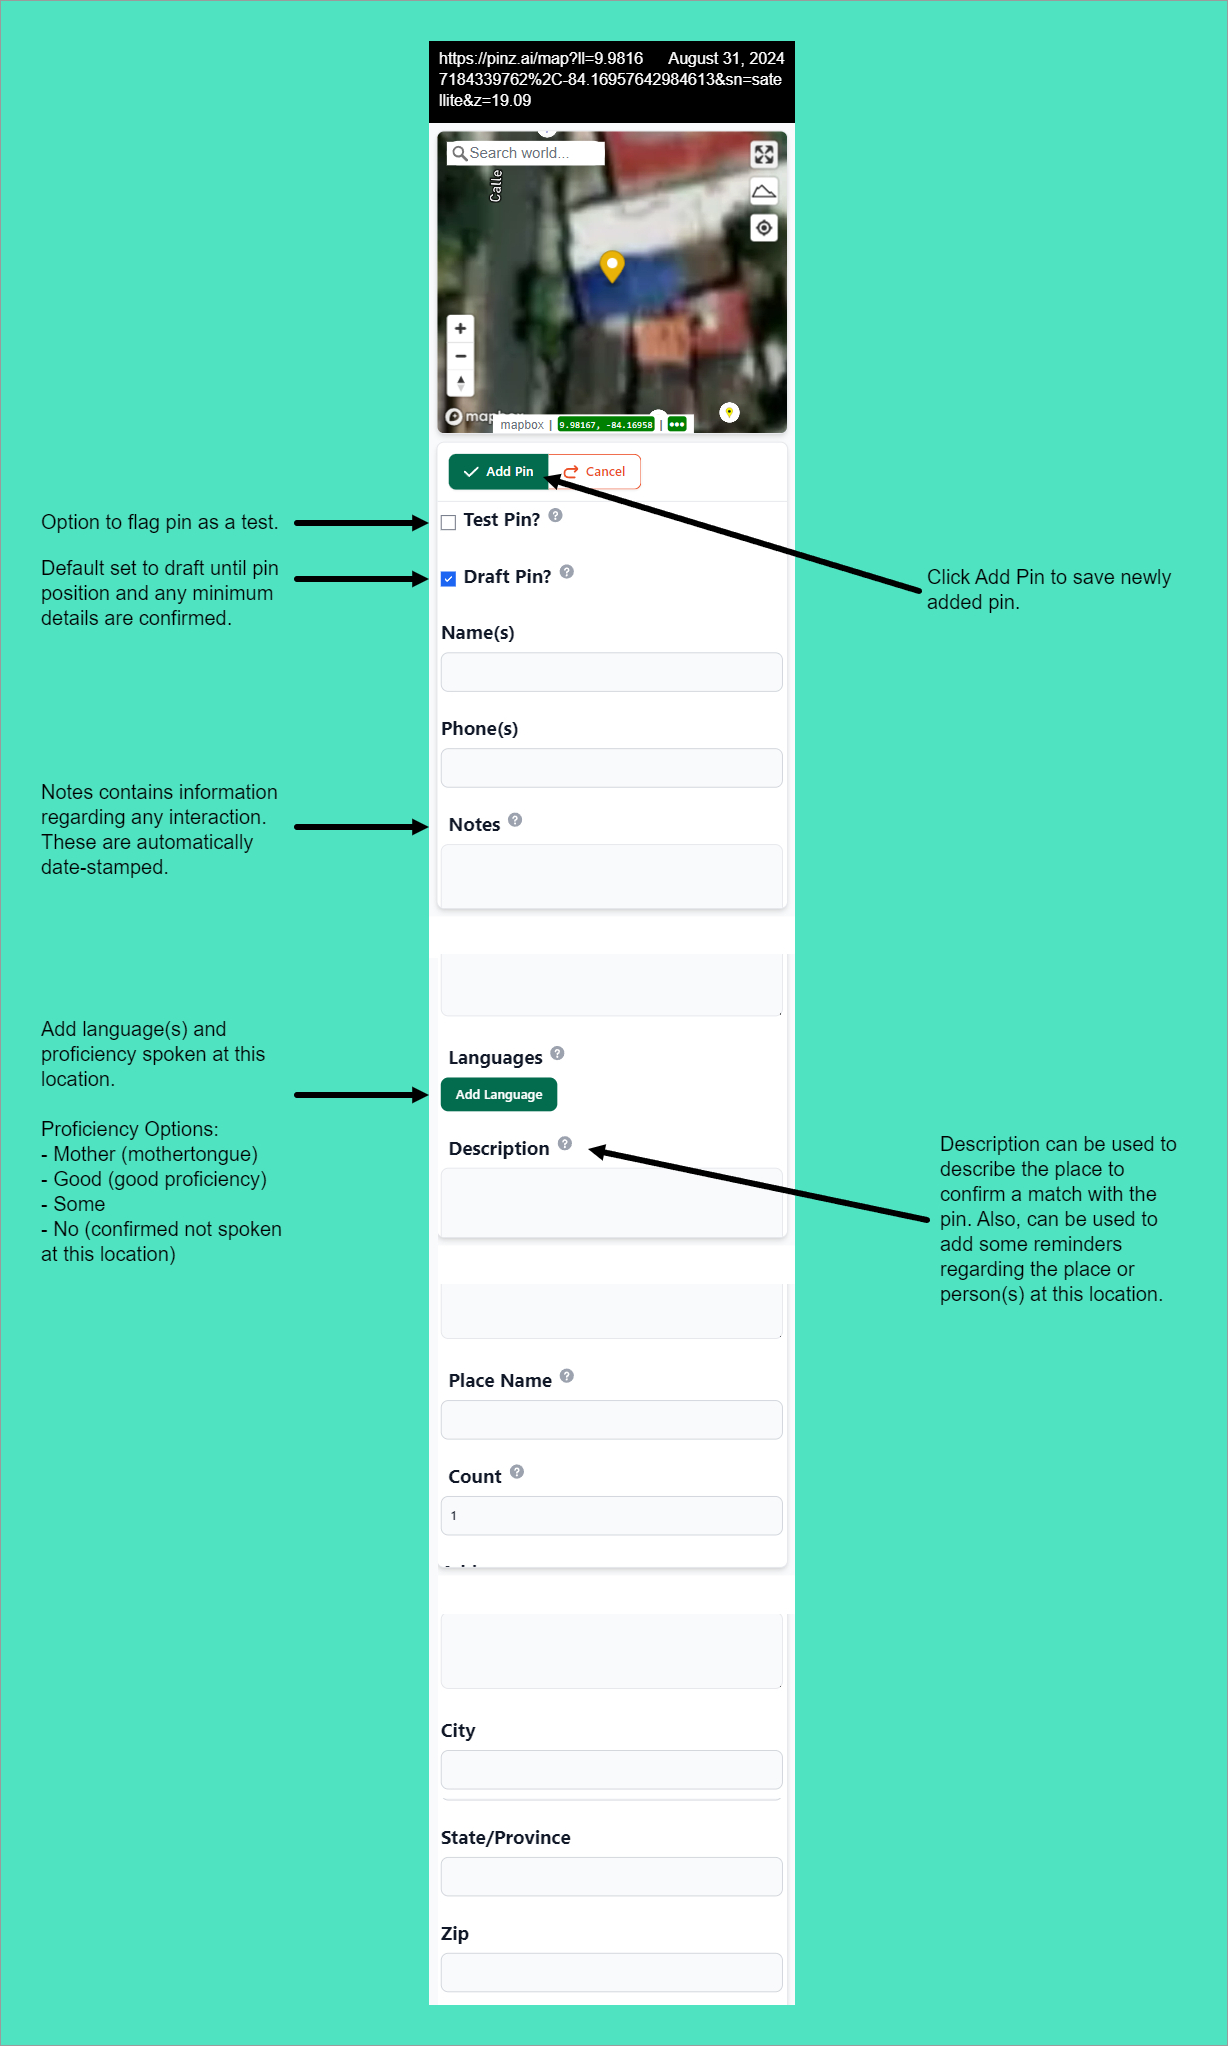 https://pinz.ai/map?ll=9.9816 August 31, 2024
7184339762%2C-84.16957642984613&sn=sate
llite&z=19.09
Search world...
Calle
mapbox | 9.98167, -84.16958 | •••
Add Pin
Cancel
Option to flag pin as a test.
Test Pin?
Default set to draft until pin
position and any minimum
details are confirmed.
Draft Pin?
Click Add Pin to save newly
added pin.
Name(s)
Phone(s)
Notes contains information
regarding any interaction.
These are automatically
date-stamped.
Notes
Add language(s) and
proficiency spoken at this
location.
Proficiency Options:
- Mother (mothertongue)
- Good (good proficiency)
- Some
- No (confirmed not spoken
at this location)
Languages
Add Language
Description
Description can be used to
describe the place to
confirm a match with the
pin. Also, can be used to
add some reminders
regarding the place or
person(s) at this location.
Place Name
Count
1
City
State/Province
Zip